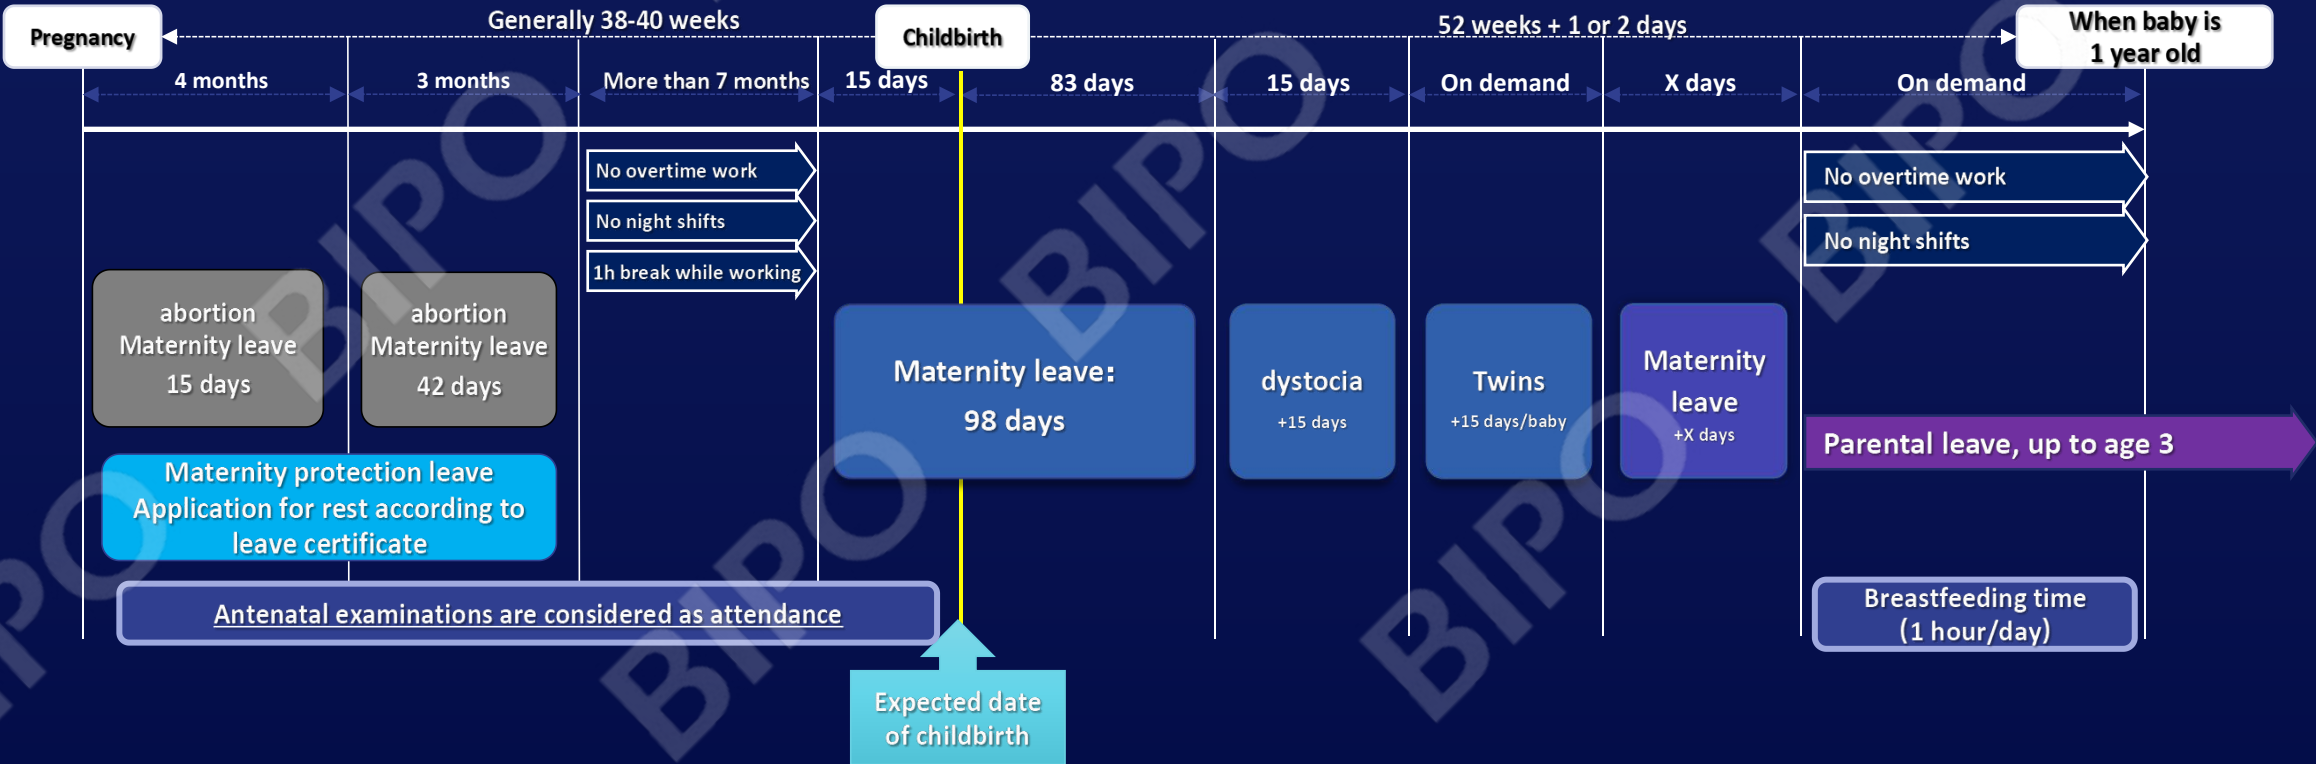 Pregnancy
Generally 38-40 weeks
Childbirth
52 weeks + 1 or 2 days
When baby is
1 year old
4 months
3 months
More than 7 months
15 days
83 days
15 days
On demand
X days
On demand
No overtime work
No night shifts
1h break while working
No overtime work
No night shifts
abortion
Maternity leave
15 days
abortion
Maternity leave
42 days
Maternity leave:
98 days
dystocia
+15 days
Twins
+15 days/baby
Maternity
leave
+X days
Parental leave, up to age 3
Maternity protection leave
Application for rest according to
leave certificate
Antenatal examinations are considered as attendance
Breastfeeding time
(1 hour/day)
Expected date
of childbirth
BIPO
BIPO
BIPO
BIPO
BIPO
BIPO